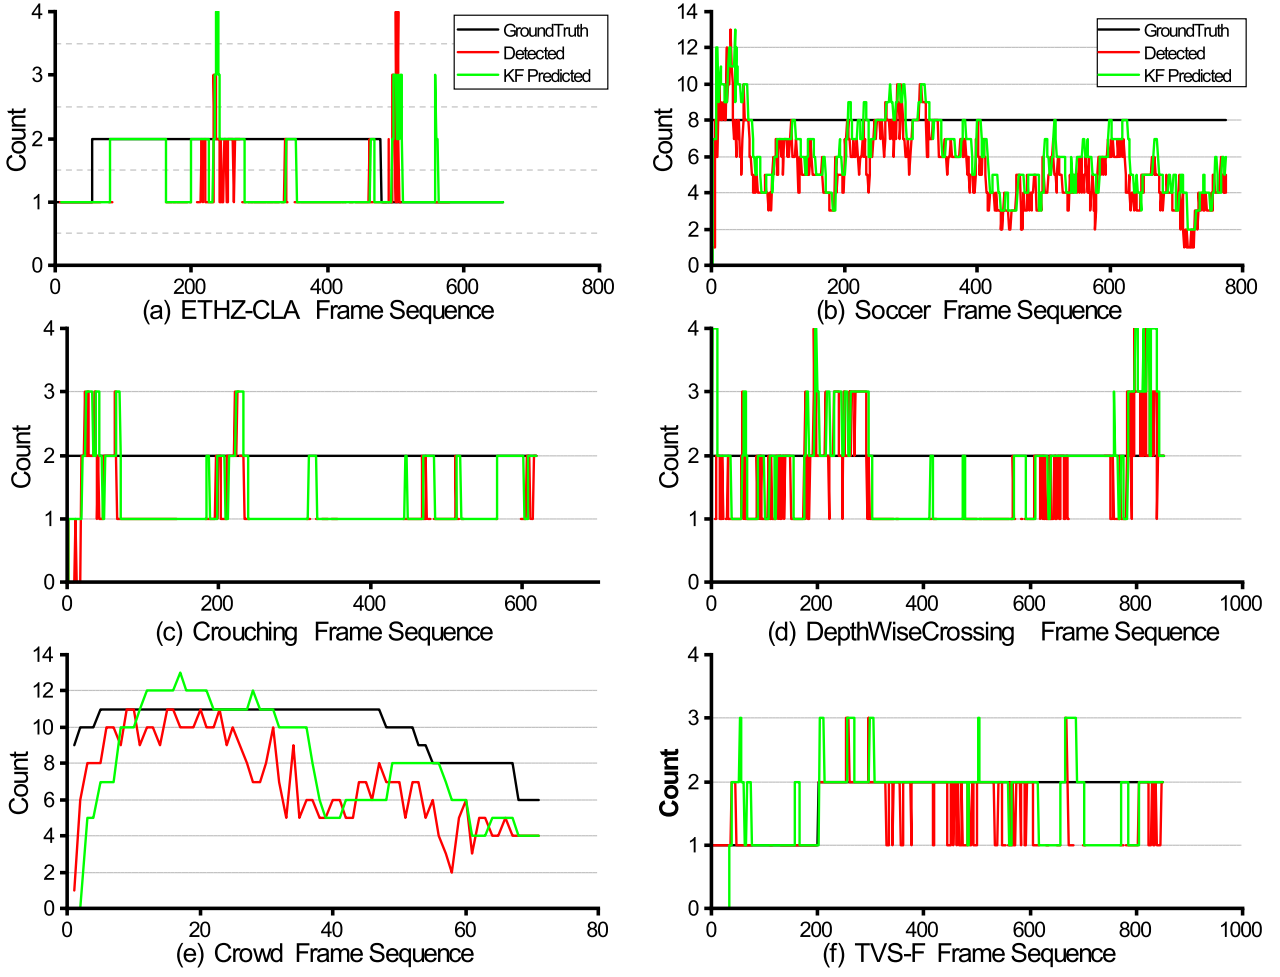 4
3
2
1
0
Count
GroundTruth
Detected
KF Predicted
0 200 400 600 800
(a) ETHZ-CLA Frame Sequence
14
12
10
8
6
4
2
0
Count
GroundTruth
Detected
KF Predicted
0 200 400 600 800
(b) Soccer Frame Sequence
4
3
2
1
0
Count
0 200 400 600
(c) Crouching Frame Sequence
4
3
2
1
0
Count
0 200 400 600 800 1000
(d) DepthWiseCrossing Frame Sequence
14
12
10
8
6
4
2
0
Count
0 20 40 60 80
(e) Crowd Frame Sequence
4
3
2
1
0
Count
0 200 400 600 800 1000
(f) TVS-F Frame Sequence